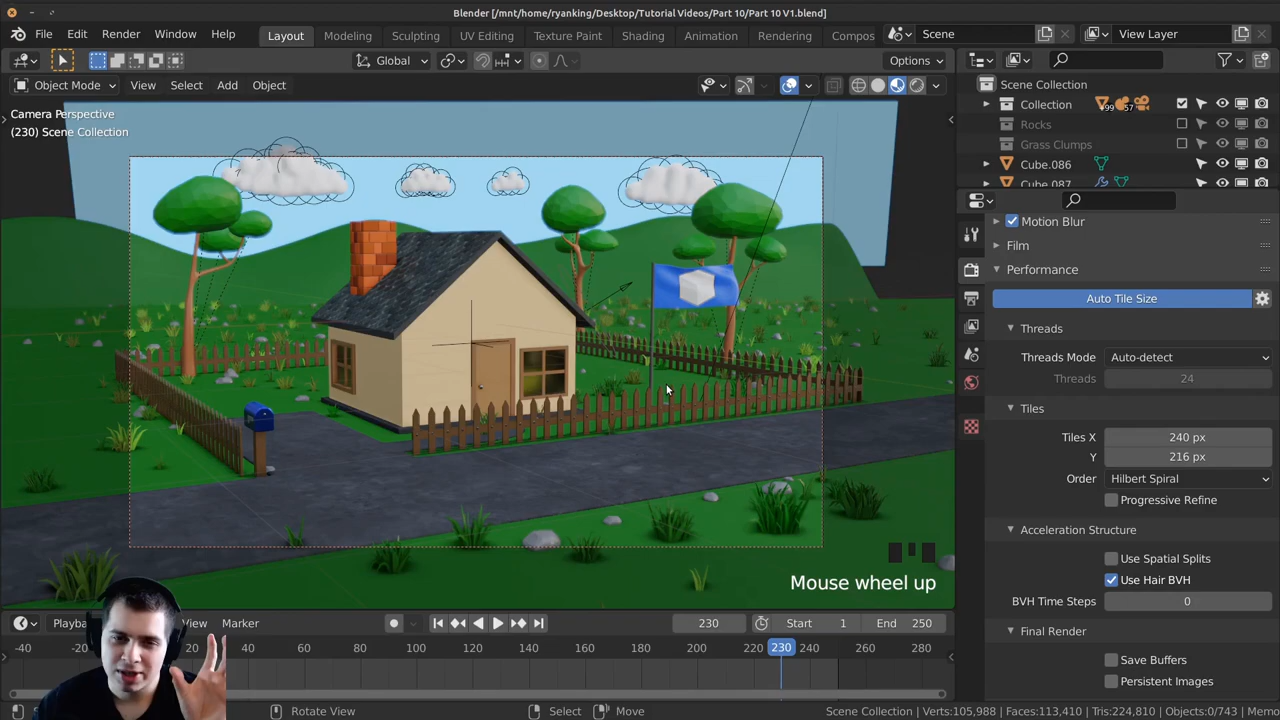 Blender [/mnt/home/ryanking/Desktop/Tutorial Videos/Part 10/Part 10 V1.blend]
File Edit Render Window Help Layout Modeling Sculpting UV Editing Texture Paint Shading Animation Rendering Compos Scene View Layer
Global Options
Object Mode View Select Add Object
Scene Collection
Camera Perspective
Collection 99 57
(230) Scene Collection
Rocks
Grass Clumps
Cube.086
Cube.087
Motion Blur
Film
Performance
Auto Tile Size
Threads
Threads Mode Auto-detect
Threads 24
Tiles
Tiles X 240 px
Y 216 px
Order Hilbert Spiral
Progressive Refine
Acceleration Structure
Use Spatial Splits
Use Hair BVH
BVH Time Steps 0
Mouse wheel up
Final Render
Save Buffers
Persistent Images
Playba View Marker 230 Start 1 End 250
-40 -20 20 40 60 80 100 120 140 160 180 200 220 230 240 260 280
Select Rotate View Select Move Scene Collection Verts:105,988 Faces:113,410 Tris:224,810 Objects:0/743 Memo